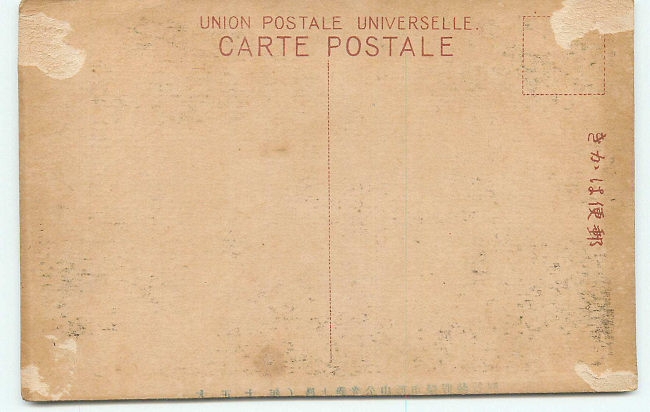 UNION POSTALE UNIVERSELLE.
CARTE POSTALE
きかは便郵